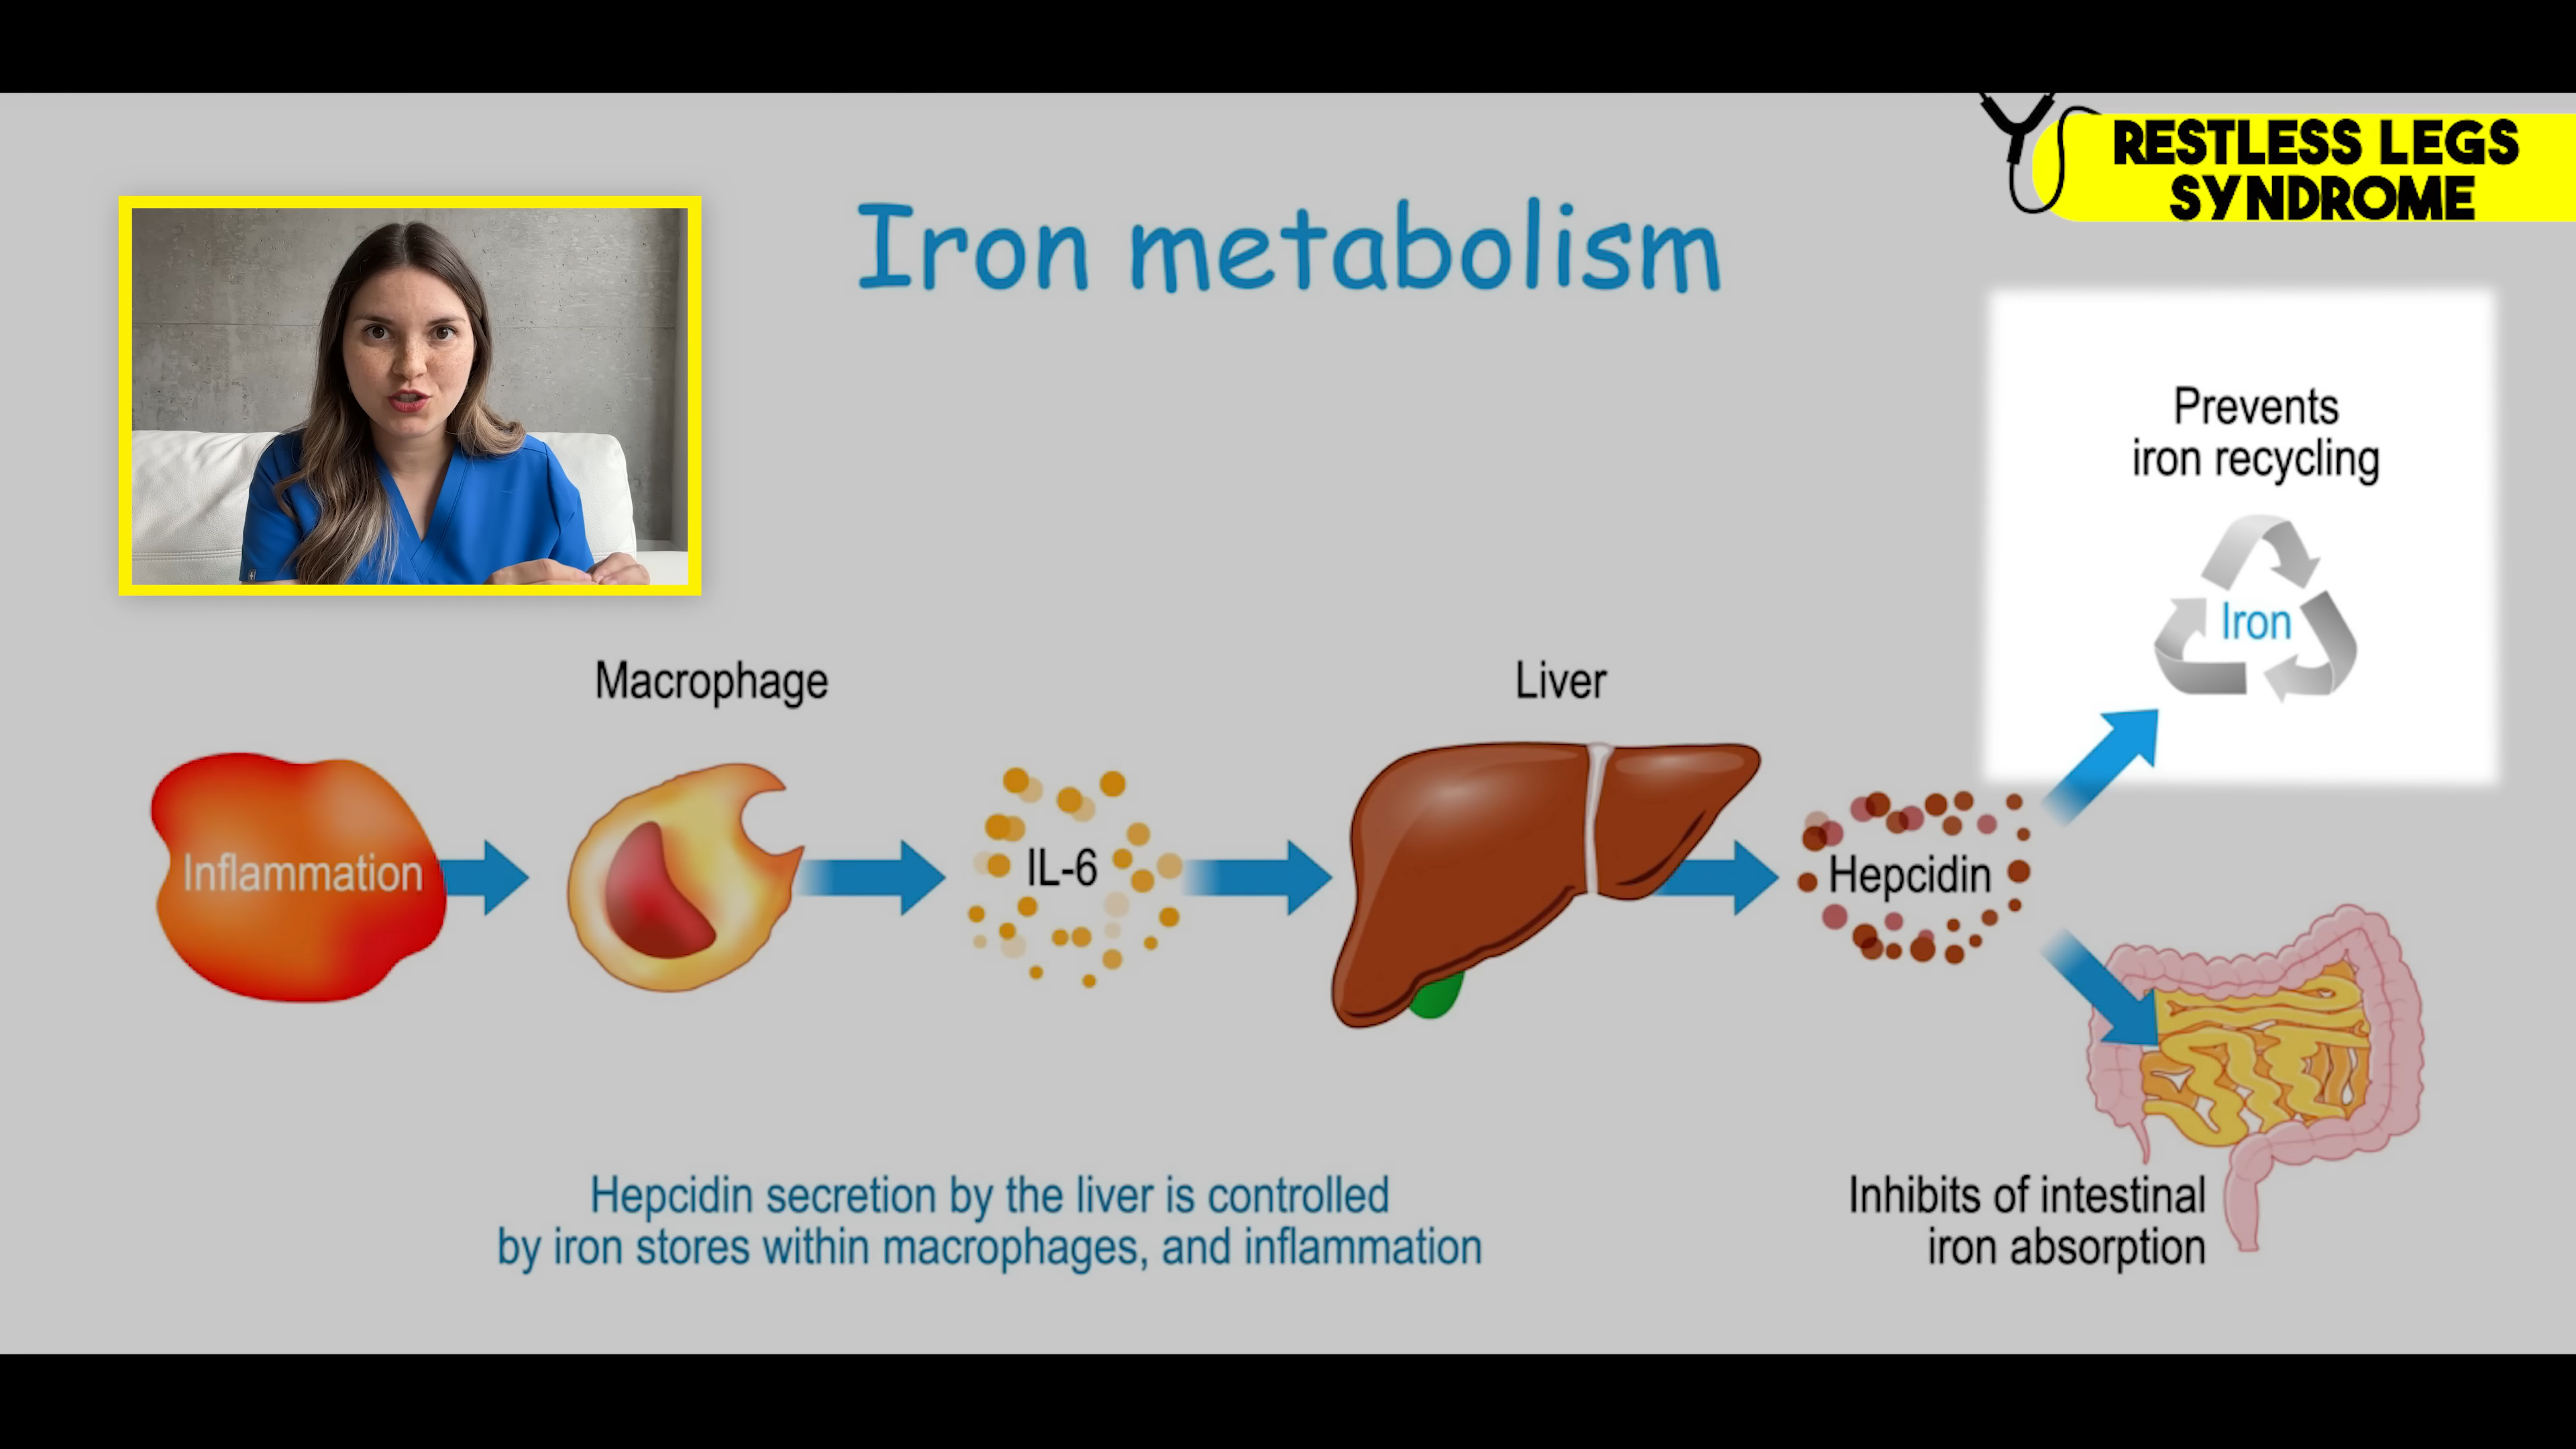 RESTLESS LEGS
SYNDROME
Iron metabolism
Prevents
iron recycling
Iron
Macrophage
Liver
Inflammation
IL-6
Hepcidin
Hepcidin secretion by the liver is controlled
by iron stores within macrophages, and inflammation
Inhibits of intestinal
iron absorption